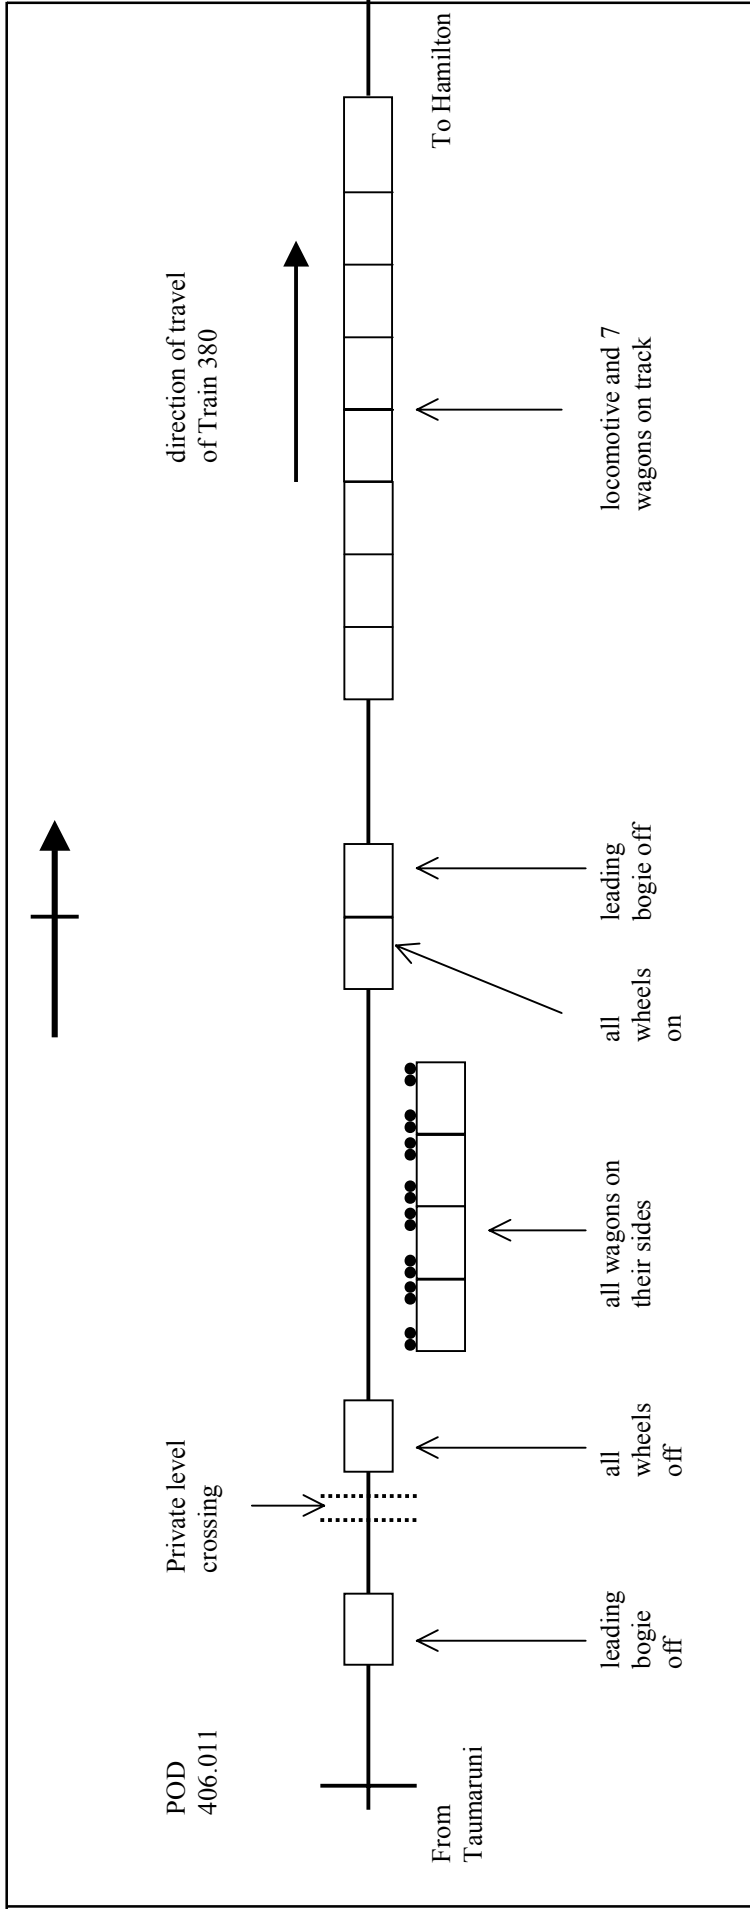 POD
406.011
Private level
crossing
direction of travel
of Train 380
From
Taumaruni
To Hamilton
leading
bogie
off
all
wheels
off
all wagons on
their sides
all
wheels
on
leading
bogie off
locomotive and 7
wagons on track